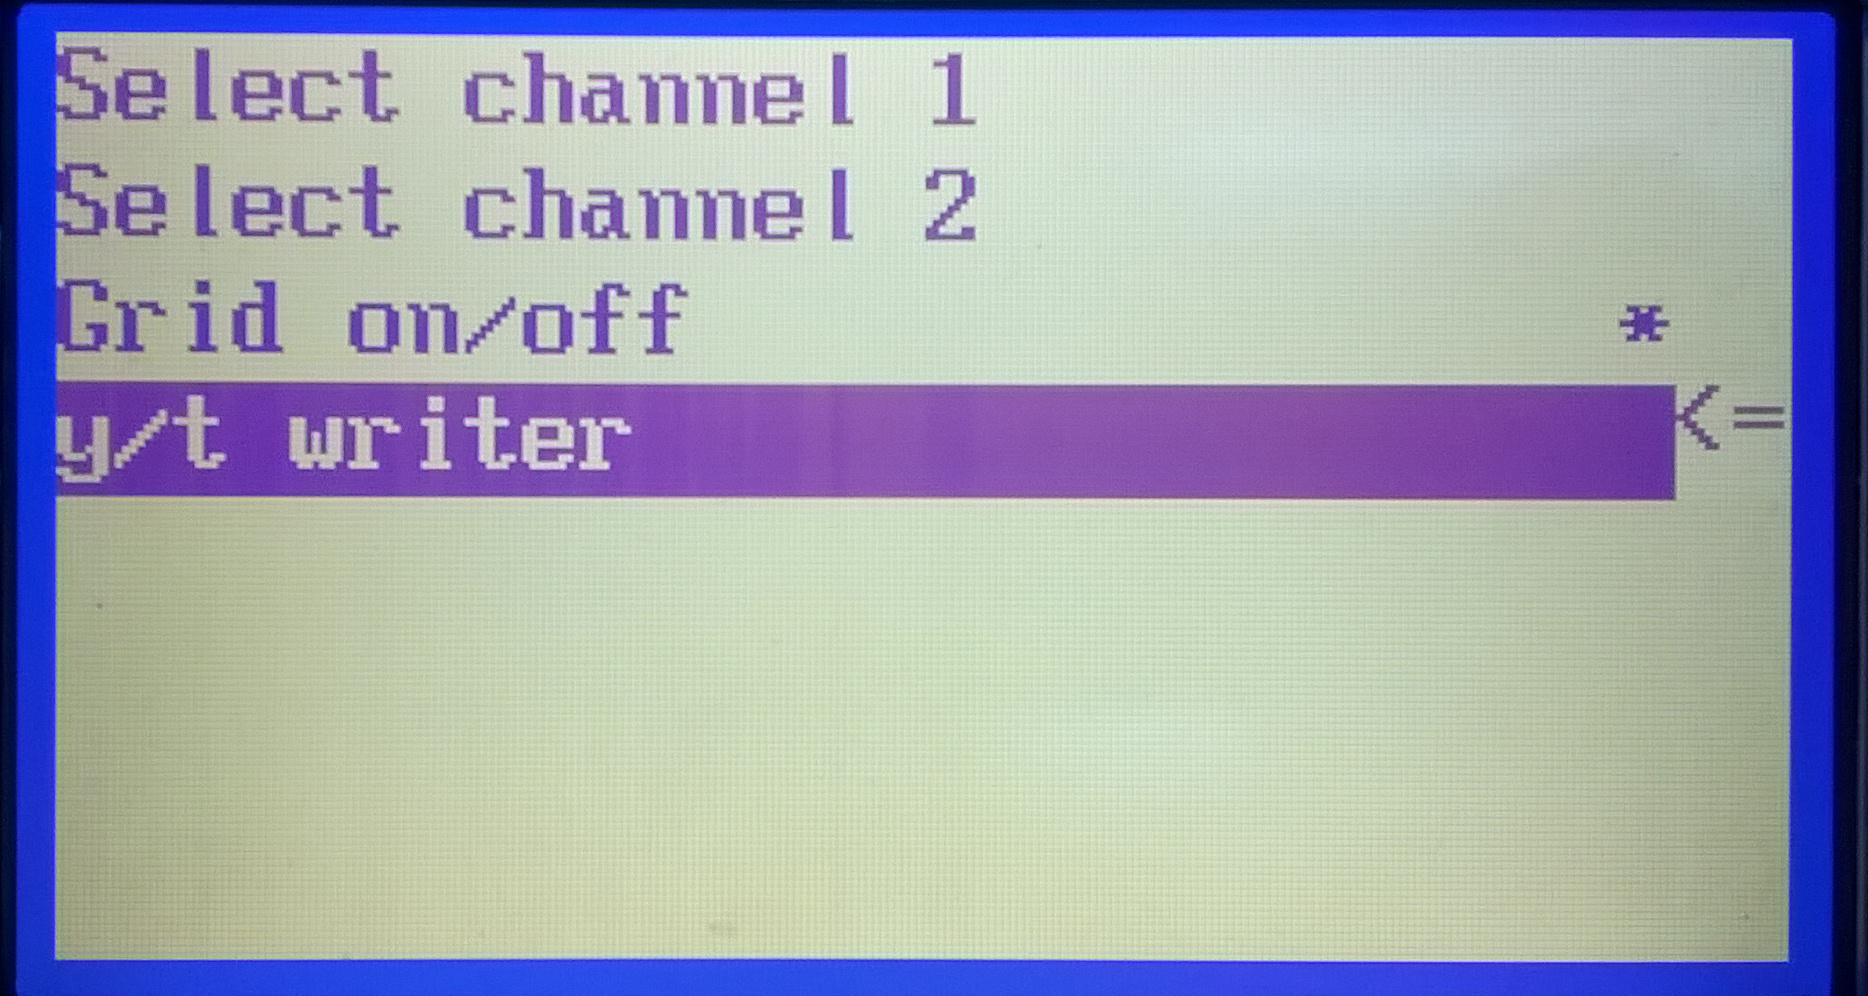 Select channel 1
Select channel 2
Grid on/off *
y/t writer <=